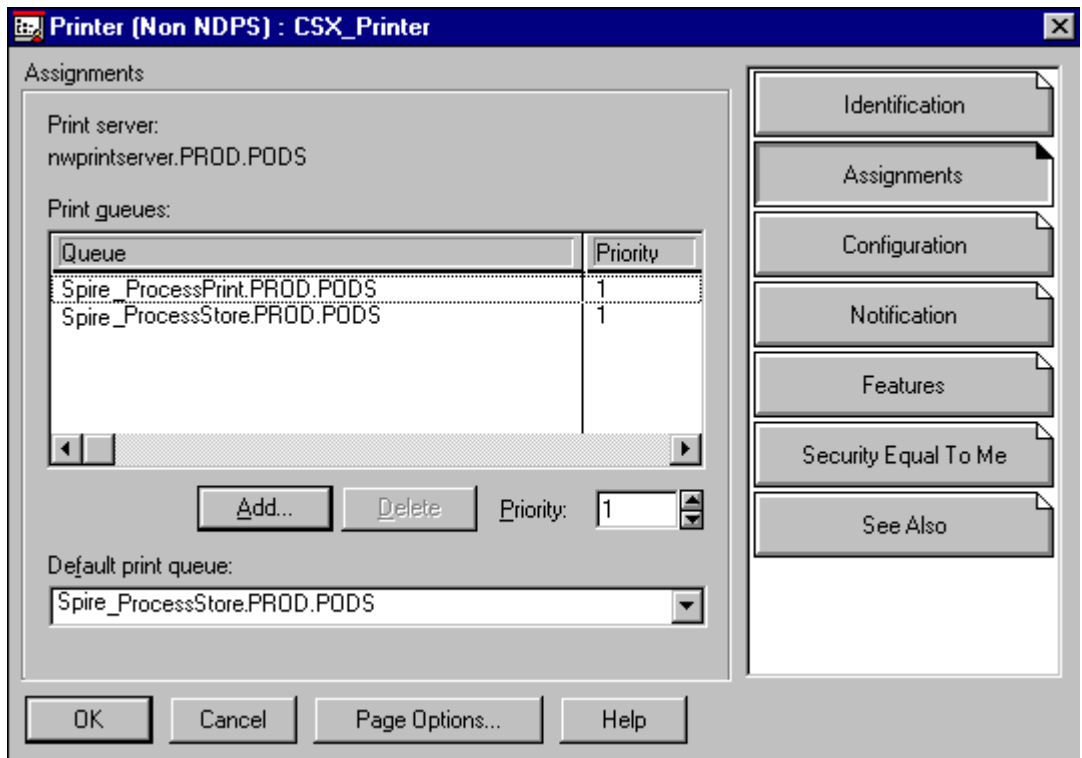 Printer (Non NDPS) : CSX_Printer
Assignments
Print server:
nwprintserver.PROD.PODS
Print queues:
Queue Priority
Spire_ProcessPrint.PROD.PODS 1
Spire_ProcessStore.PROD.PODS 1
Add... Delete Priority: 1
Default print queue:
Spire_ProcessStore.PROD.PODS
OK Cancel Page Options... Help
Identification
Assignments
Configuration
Notification
Features
Security Equal To Me
See Also